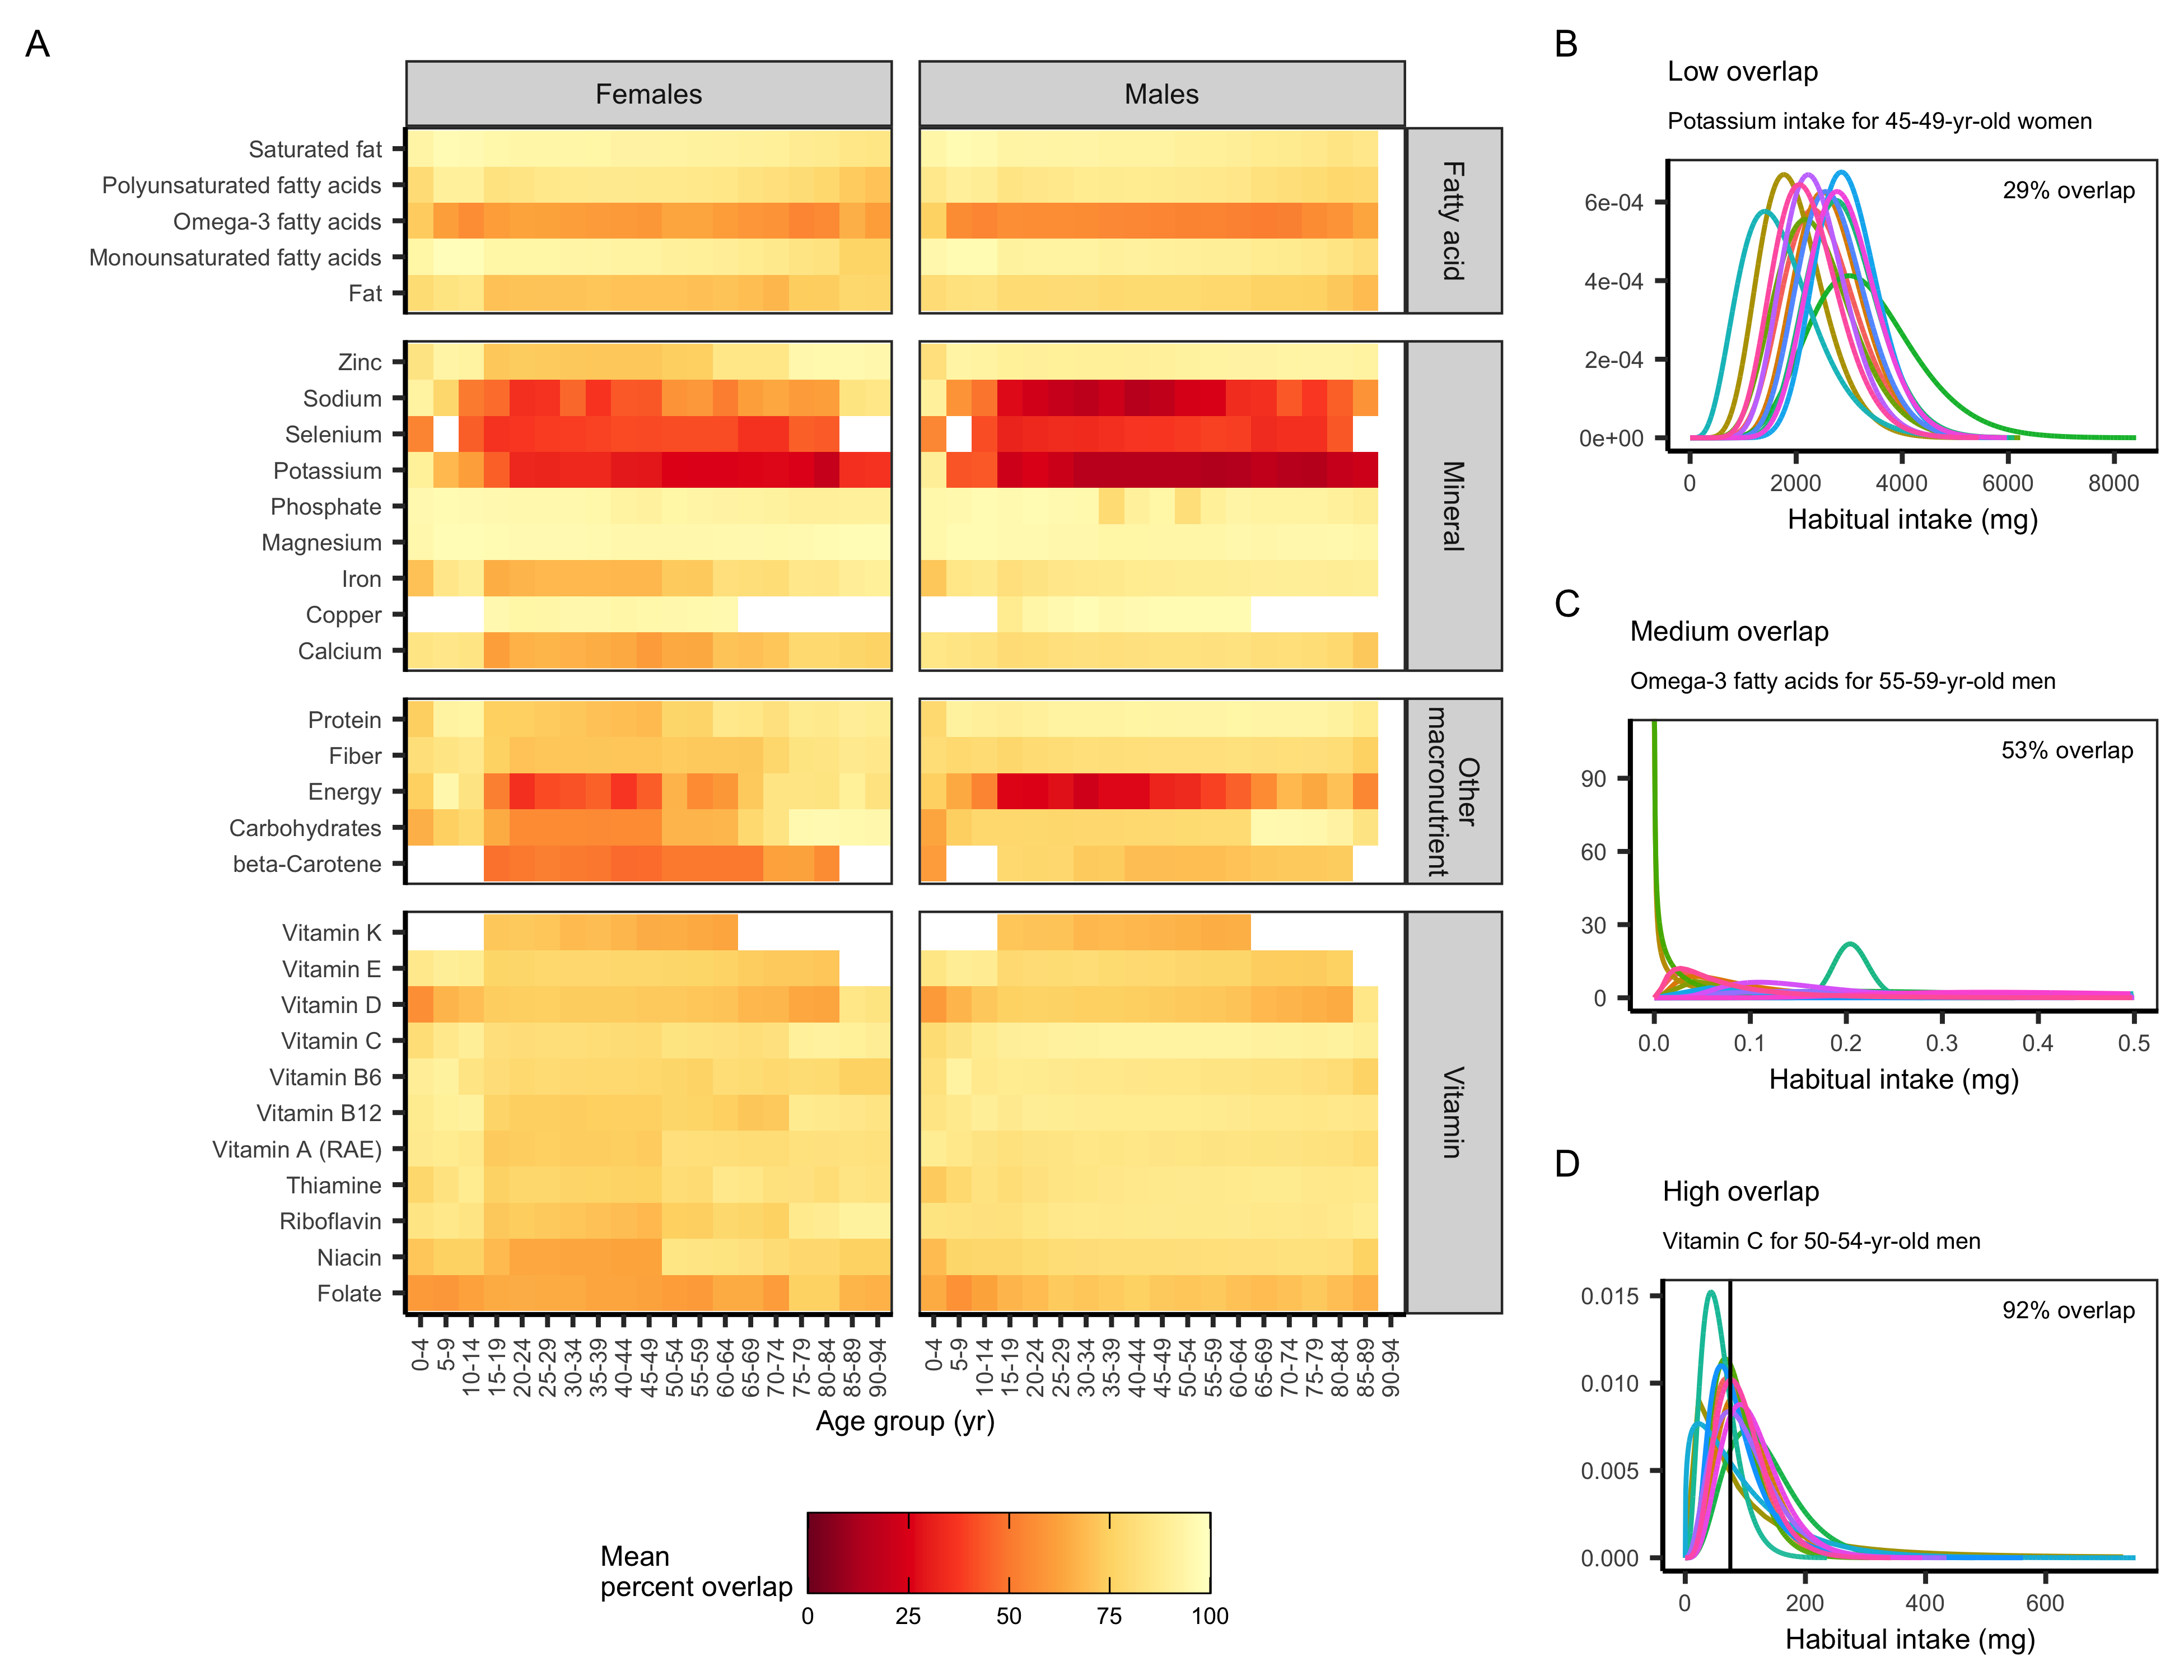 A
Females
Males
Saturated fat
Polyunsaturated fatty acids
Omega-3 fatty acids
Monounsaturated fatty acids
Fat
Fatty acid
Zinc
Sodium
Selenium
Potassium
Phosphate
Magnesium
Iron
Copper
Calcium
Mineral
Protein
Fiber
Energy
Carbohydrates
beta-Carotene
Other
macronutrient
Vitamin K
Vitamin E
Vitamin D
Vitamin C
Vitamin B6
Vitamin B12
Vitamin A (RAE)
Thiamine
Riboflavin
Niacin
Folate
Vitamin
0-4
5-9
10-14
15-19
20-24
25-29
30-34
35-39
40-44
45-49
50-54
55-59
60-64
65-69
70-74
75-79
80-84
85-89
90-94
0-4
5-9
10-14
15-19
20-24
25-29
30-34
35-39
40-44
45-49
50-54
55-59
60-64
65-69
70-74
75-79
80-84
85-89
90-94
Age group (yr)
Mean
percent overlap
0 25 50 75 100
B
Low overlap
Potassium intake for 45-49-yr-old women
29% overlap
6e-04
4e-04
2e-04
0e+00
0 2000 4000 6000 8000
Habitual intake (mg)
C
Medium overlap
Omega-3 fatty acids for 55-59-yr-old men
53% overlap
90
60
30
0
0.0 0.1 0.2 0.3 0.4 0.5
Habitual intake (mg)
D
High overlap
Vitamin C for 50-54-yr-old men
92% overlap
0.015
0.010
0.005
0.000
0 200 400 600
Habitual intake (mg)